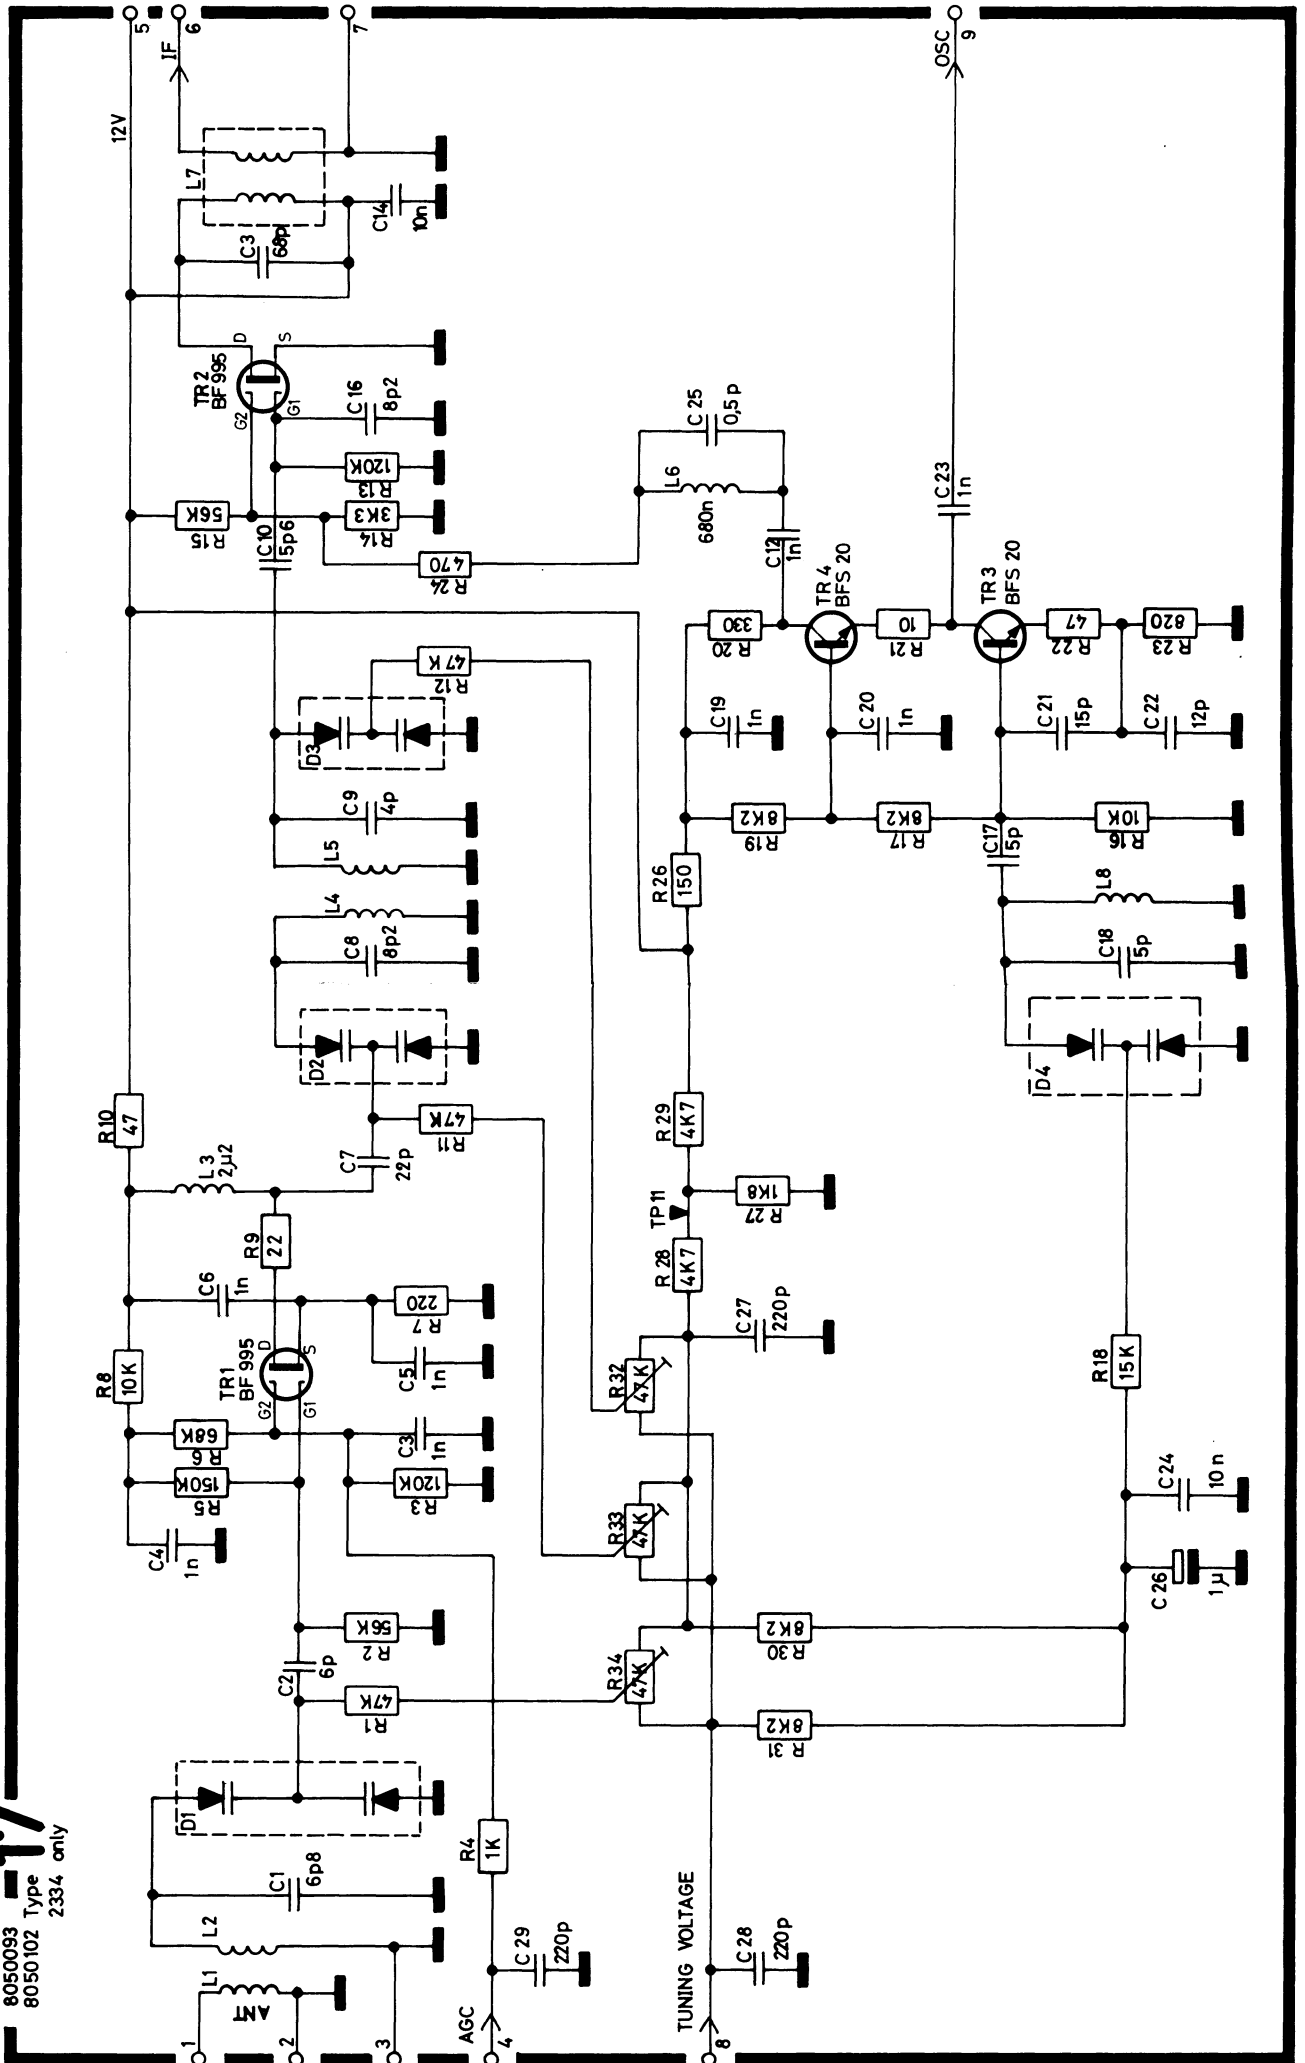 8050093
8050102 Type
2334 only
1
2
3
AGC
4
TUNING VOLTAGE
8
5
12V
6
IF
7
OSC
9
L1
ANT
L2
C1
6p8
D1
R4
1K
C29
220p
C28
220p
R1
47K
C2
6p
R2
56K
C4
1n
R5
150K
R6
68K
R8
10K
R3
120K
C3
1n
TR1
BF995
G2
G1
D
S
C5
1n
R7
220
C6
1n
R9
22
L3
2µ2
R10
47
C7
22p
R11
47K
D2
C8
8p2
L4
L5
C9
4p
D3
R12
47K
C10
5p6
R15
56K
R14
3K3
R13
120K
R24
470
C16
8p2
TR2
BF995
G2
G1
D
S
C3
68p
L7
C14
10n
R34
47K
R33
47K
R32
47K
R31
8K2
R30
8K2
C27
220p
R28
4K7
TP11
R27
1K8
R29
4K7
R26
150
R19
8K2
C19
1n
R20
330
C12
1n
L6
680n
C25
0,5p
TR4
BFS 20
C20
1n
R17
8K2
R21
10
C23
1n
TR3
BFS 20
R22
47
R23
820
C21
15p
C22
12p
R16
10K
C17
5p
L8
C18
5p
D4
R18
15K
C24
10n
C26
1µ